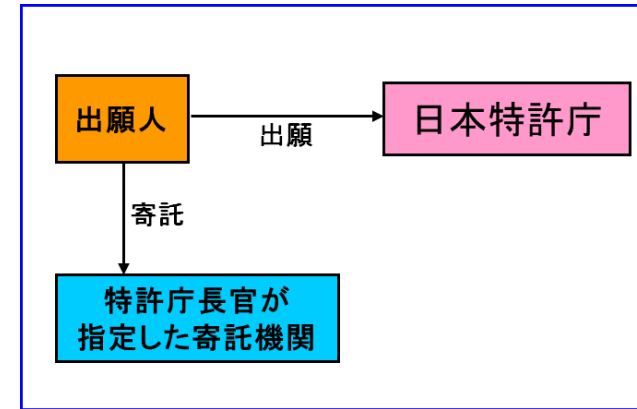 出願人
日本特許庁
出願
寄託
特許庁長官が
指定した寄託機関